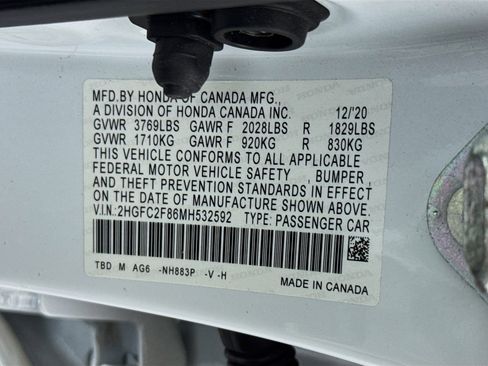 MFD.BY HONDA OF CANADA MFG.,
A DIVISION OF HONDA CANADA INC. 12/'20
GVWR 3769LBS GAWR F 2028LBS R 1829LBS
GVWR 1710KG GAWR F 920KG R 830KG
THIS VEHICLE CONFORMS TO ALL APPLICABLE
FEDERAL MOTOR VEHICLE SAFETY, BUMPER,
AND THEFT PREVENTION STANDARDS IN EFFECT
ON THE DATE OF MANUFACTURE SHOWN ABOVE.
V.I.N.:2HGFC2F86MH532592 TYPE: PASSENGER CAR
TBD M AG6 -NH883P -V -H
MADE IN CANADA